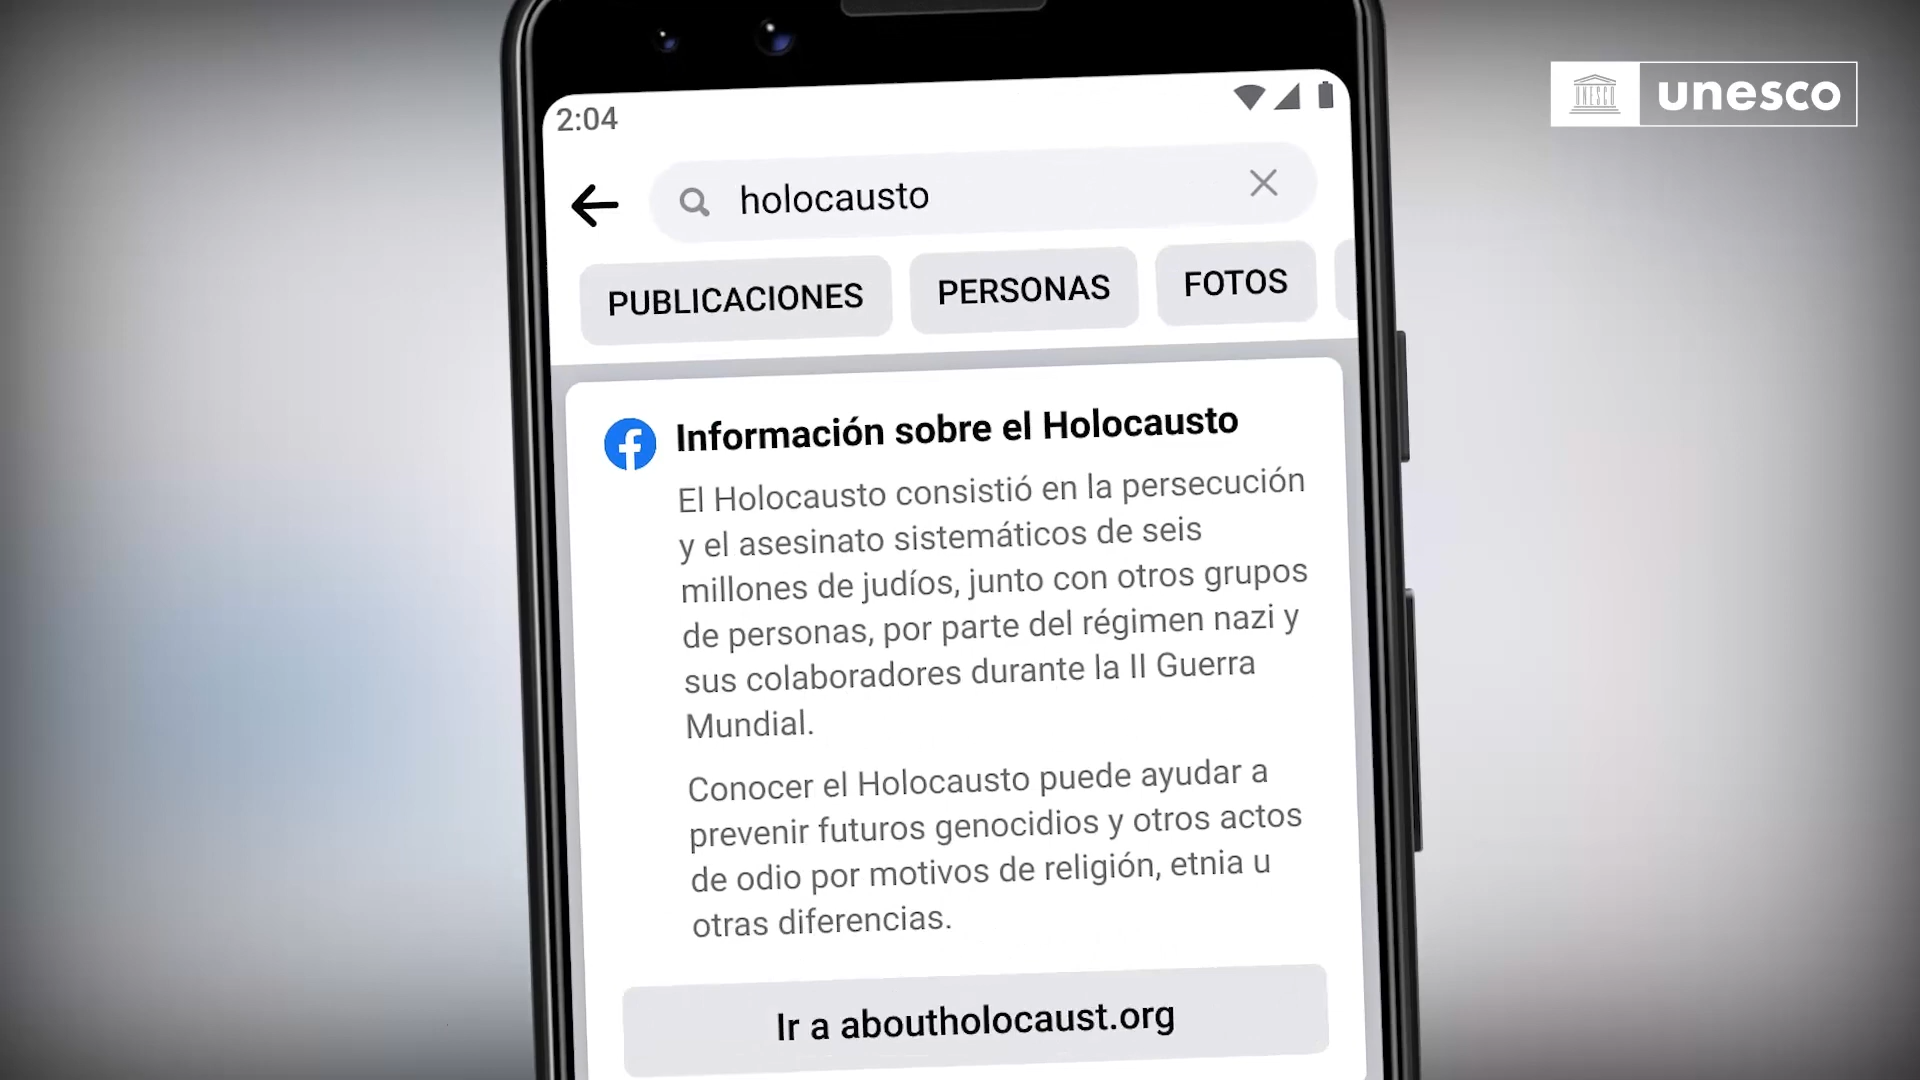 UNESCO
unesco
2:04
holocausto
PUBLICACIONES
PERSONAS
FOTOS
Información sobre el Holocausto
El Holocausto consistió en la persecución
y el asesinato sistemáticos de seis
millones de judíos, junto con otros grupos
de personas, por parte del régimen nazi y
sus colaboradores durante la II Guerra
Mundial.
Conocer el Holocausto puede ayudar a
prevenir futuros genocidios y otros actos
de odio por motivos de religión, etnia u
otras diferencias.
Ir a aboutholocaust.org